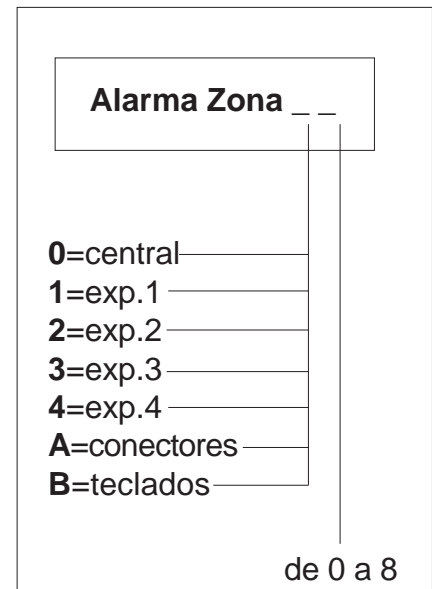 Alarma Zona _ _
0=central
1=exp.1
2=exp.2
3=exp.3
4=exp.4
A=conectores
B=teclados
de 0 a 8